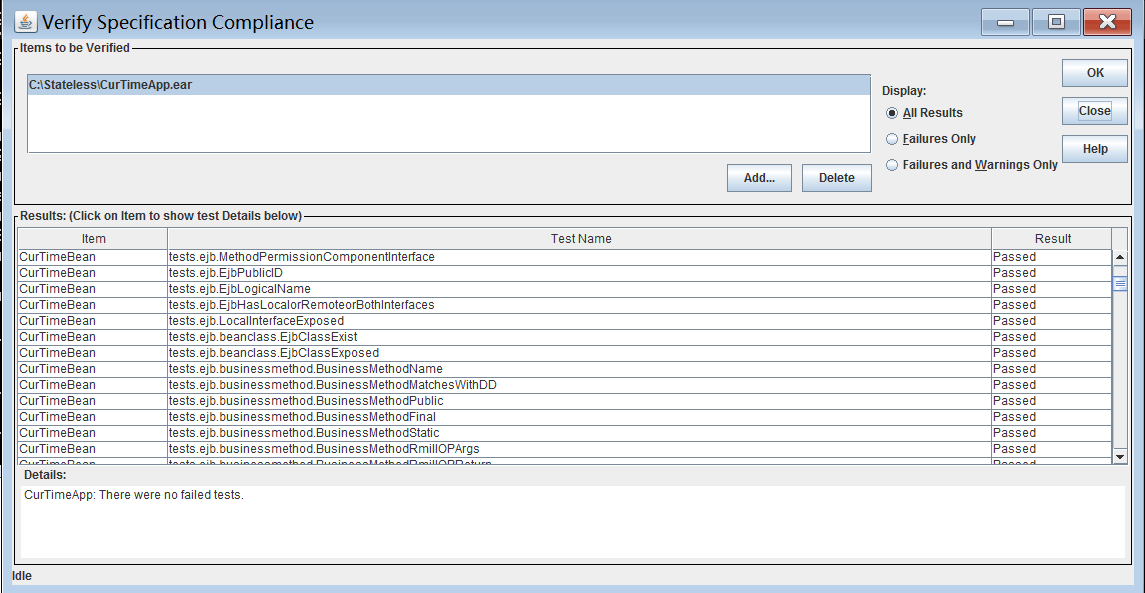 Verify Specification Compliance
Items to be Verified
C:\Stateless\CurTimeApp.ear
Display:
All Results
Failures Only
Failures and Warnings Only
OK
Close
Help
Add...
Delete
Results: (Click on Item to show test Details below)
Item Test Name Result
CurTimeBean tests.ejb.MethodPermissionComponentInterface Passed
CurTimeBean tests.ejb.EjbPublicID Passed
CurTimeBean tests.ejb.EjbLogicalName Passed
CurTimeBean tests.ejb.EjbHasLocalorRemoteorBothInterfaces Passed
CurTimeBean tests.ejb.LocalInterfaceExposed Passed
CurTimeBean tests.ejb.beanclass.EjbClassExist Passed
CurTimeBean tests.ejb.beanclass.EjbClassExposed Passed
CurTimeBean tests.ejb.businessmethod.BusinessMethodName Passed
CurTimeBean tests.ejb.businessmethod.BusinessMethodMatchesWithDD Passed
CurTimeBean tests.ejb.businessmethod.BusinessMethodPublic Passed
CurTimeBean tests.ejb.businessmethod.BusinessMethodFinal Passed
CurTimeBean tests.ejb.businessmethod.BusinessMethodStatic Passed
CurTimeBean tests.ejb.businessmethod.BusinessMethodRmiIIOPArgs Passed
CurTimeBean tests.ejb.businessmethod.BusinessMethodRmiIIOPReturn Passed
Details:
CurTimeApp: There were no failed tests.
Idle